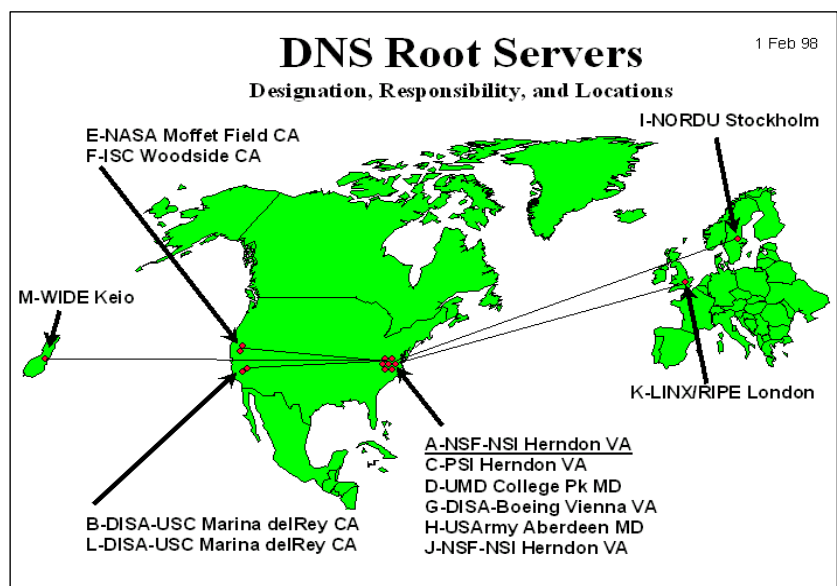 DNS Root Servers
1 Feb 98
Designation, Responsibility, and Locations
E-NASA Moffet Field CA
F-ISC Woodside CA
I-NORDU Stockholm
M-WIDE Keio
K-LINX/RIPE London
A-NSF-NSI Herndon VA
C-PSI Herndon VA
D-UMD College Pk MD
G-DISA-Boeing Vienna VA
H-USArmy Aberdeen MD
J-NSF-NSI Herndon VA
B-DISA-USC Marina delRey CA
L-DISA-USC Marina delRey CA